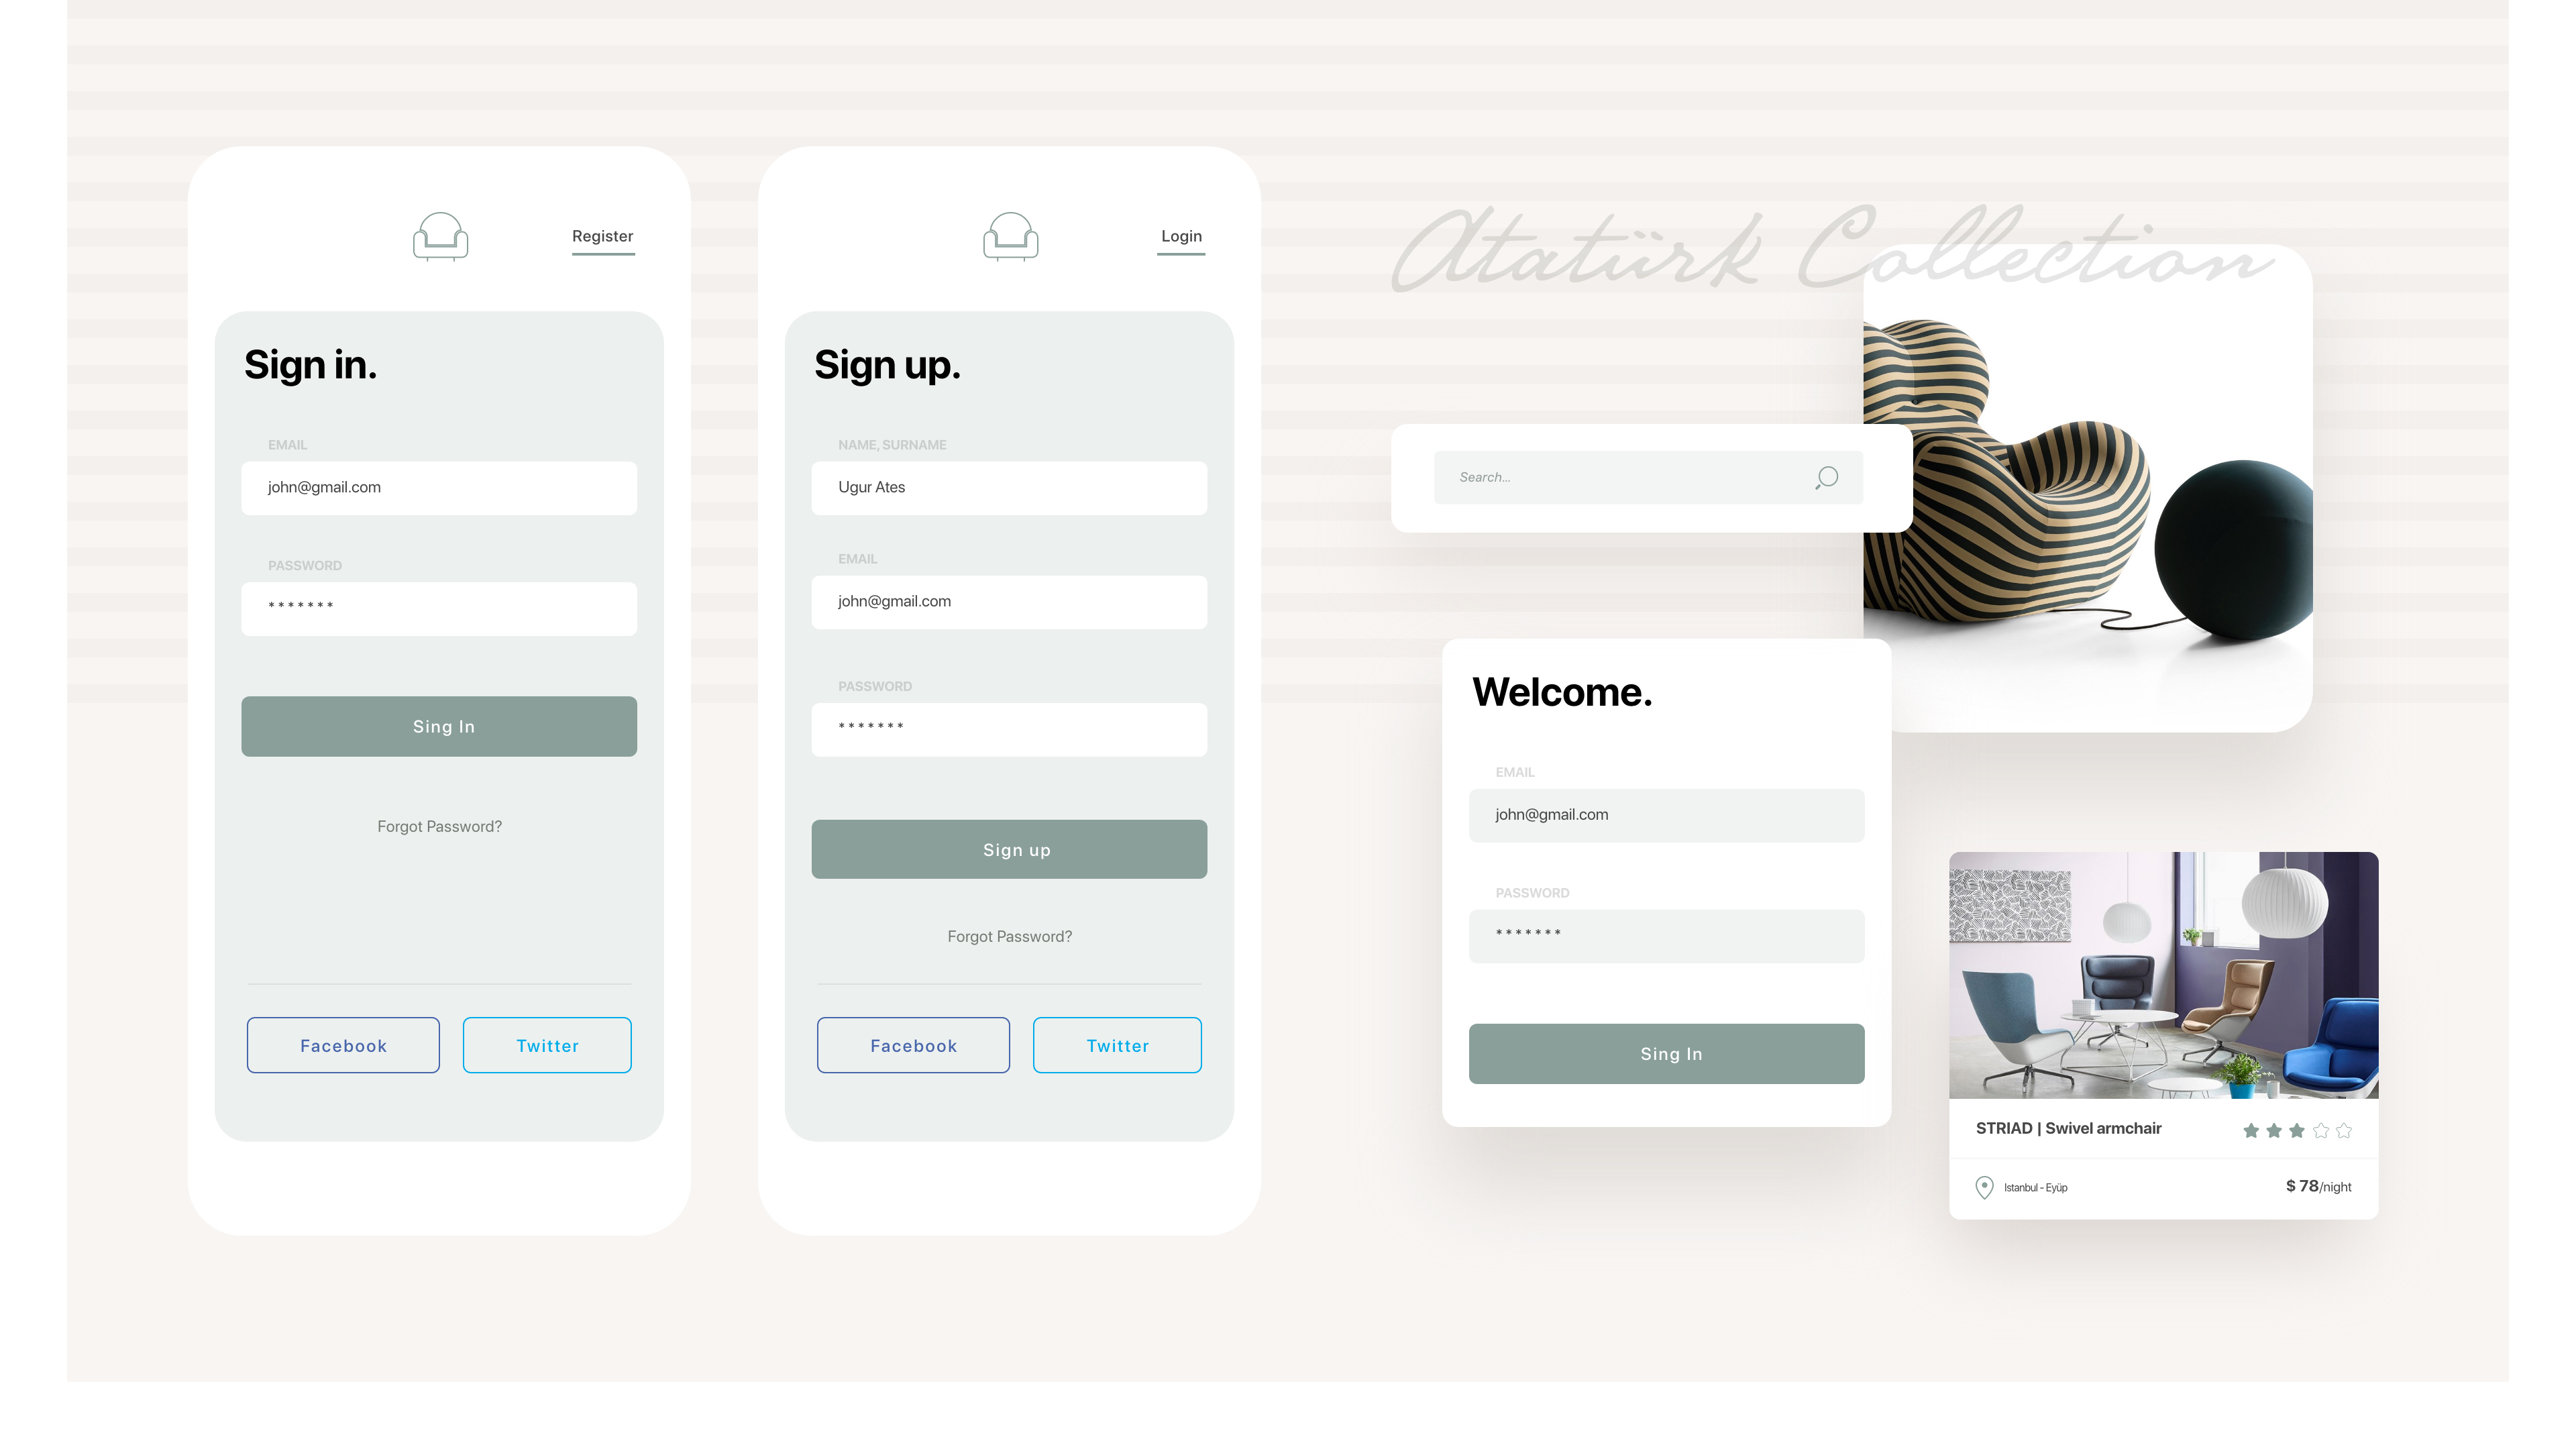 Register
Sign in.
EMAIL
john@gmail.com
PASSWORD
*******
Sing In
Forgot Password?
Facebook
Twitter
Login
Sign up.
NAME, SURNAME
Ugur Ates
EMAIL
john@gmail.com
PASSWORD
*******
Sign up
Forgot Password?
Facebook
Twitter
Atatürk Collection
Search...
Welcome.
EMAIL
john@gmail.com
PASSWORD
*******
Sing In
STRIAD | Swivel armchair
Istanbul - Eyüp
$ 78/night